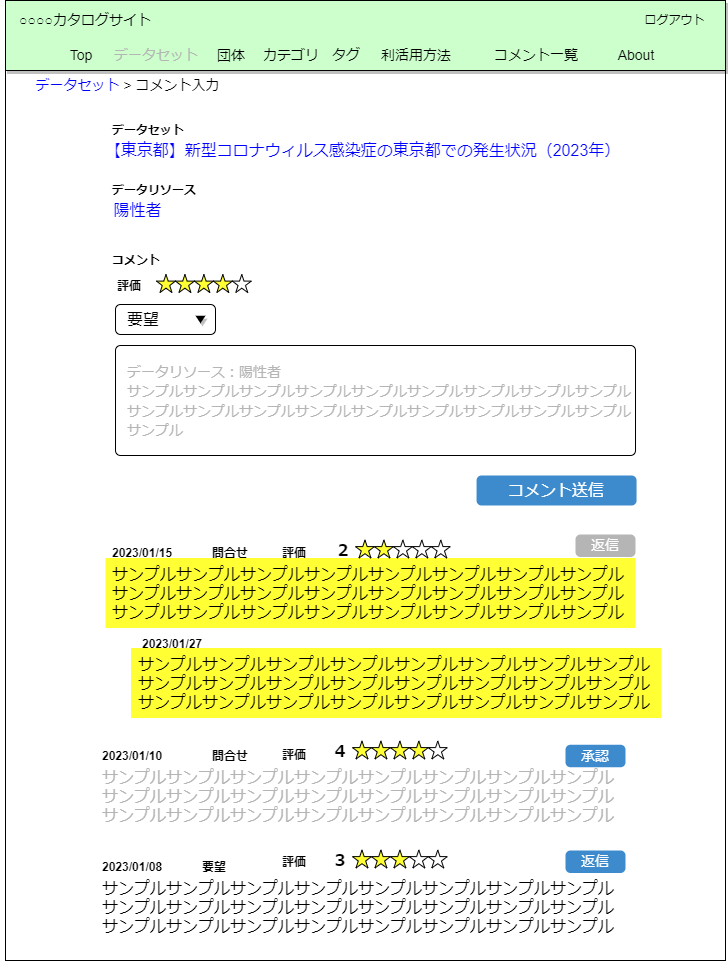 ○○○○カタログサイト
ログアウト
Top データセット 団体 カテゴリ タグ 利活用方法 コメント一覧 About
データセット > コメント入力
データセット
【東京都】新型コロナウィルス感染症の東京都での発生状況（2023年）
データリソース
陽性者
コメント
評価
要望 ▼
データリソース：陽性者
サンプルサンプルサンプルサンプルサンプルサンプルサンプルサンプルサンプル
サンプルサンプルサンプルサンプルサンプルサンプルサンプルサンプルサンプル
サンプル
コメント送信
2023/01/15 問合せ 評価 2 返信
サンプルサンプルサンプルサンプルサンプルサンプルサンプルサンプル
サンプルサンプルサンプルサンプルサンプルサンプルサンプルサンプル
サンプルサンプルサンプルサンプルサンプルサンプルサンプルサンプル
2023/01/27
サンプルサンプルサンプルサンプルサンプルサンプルサンプルサンプル
サンプルサンプルサンプルサンプルサンプルサンプルサンプルサンプル
サンプルサンプルサンプルサンプルサンプルサンプルサンプルサンプル
2023/01/10 問合せ 評価 4 承認
サンプルサンプルサンプルサンプルサンプルサンプルサンプルサンプル
サンプルサンプルサンプルサンプルサンプルサンプルサンプルサンプル
サンプルサンプルサンプルサンプルサンプルサンプルサンプルサンプル
2023/01/08 要望 評価 3 返信
サンプルサンプルサンプルサンプルサンプルサンプルサンプルサンプル
サンプルサンプルサンプルサンプルサンプルサンプルサンプルサンプル
サンプルサンプルサンプルサンプルサンプルサンプルサンプルサンプル